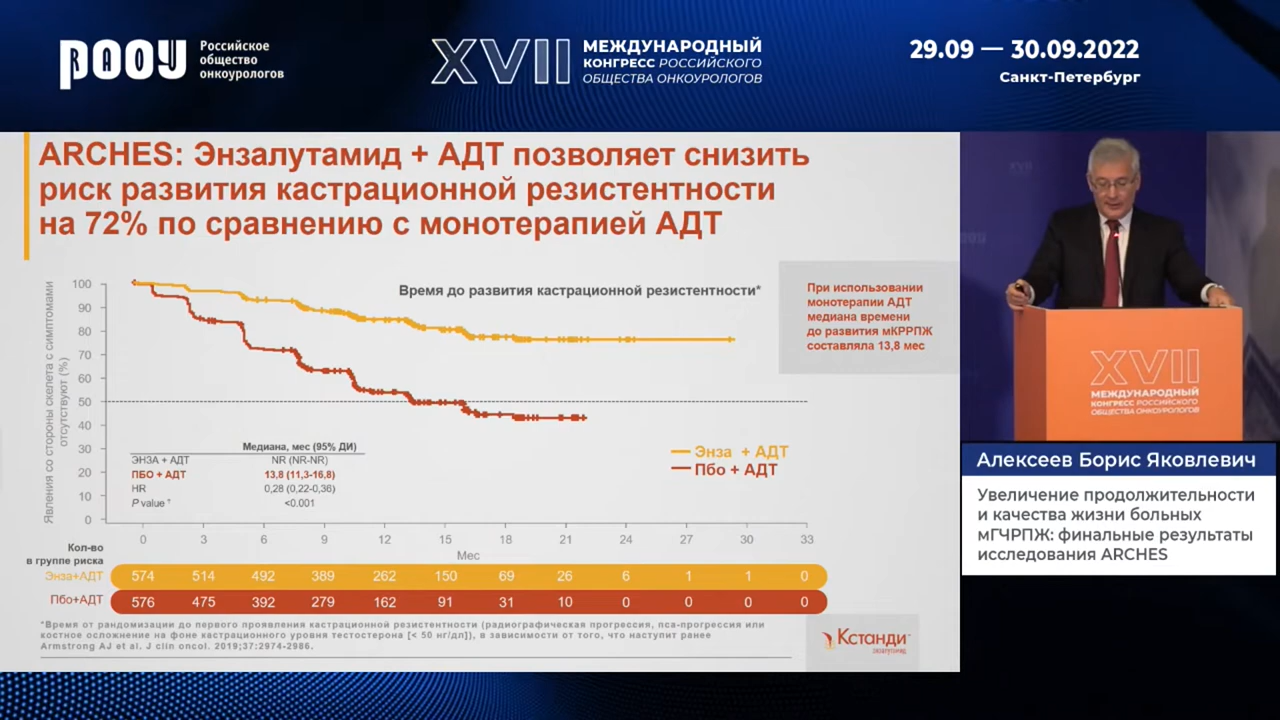 РООУ
RAOU
Российское
общество
онкоурологов
XVII
МЕЖДУНАРОДНЫЙ
КОНГРЕСС РОССИЙСКОГО
ОБЩЕСТВА ОНКОУРОЛОГОВ
29.09 — 30.09.2022
Санкт-Петербург
ARCHES: Энзалутамид + АДТ позволяет снизить
риск развития кастрационной резистентности
на 72% по сравнению с монотерапией АДТ
Явления со стороны скелета с симптомами
отсутствуют (%)
100
90
80
70
60
50
40
30
20
10
0
Время до развития кастрационной резистентности*
При использовании
монотерапии АДТ
медиана времени
до развития мКРРПЖ
составляла 13,8 мес
Медиана, мес (95% ДИ)
ЭНЗА + АДТ NR (NR-NR)
ПБО + АДТ 13,8 (11,3-16,8)
HR 0,28 (0,22-0,36)
P value † <0.001
Энза + АДТ
Пбо + АДТ
0 3 6 9 12 15 18 21 24 27 30 33
Мес
Кол-во
в группе риска
Энза+АДТ 574 514 492 389 262 150 69 26 6 1 1 0
Пбо+АДТ 576 475 392 279 162 91 31 10 0 0 0 0
*Время от рандомизации до первого проявления кастрационной резистентности (радиографическая прогрессия, пса-прогрессия или
костное осложнение на фоне кастрационного уровня тестостерона [< 50 нг/дл]), в зависимости от того, что наступит ранее
Armstrong AJ et al. J clin oncol. 2019;37:2974-2986.
Кстанди
энзалутамид
XVII
МЕЖДУНАРОДНЫЙ
КОНГРЕСС РОССИЙСКОГО
ОБЩЕСТВА ОНКОУРОЛОГОВ
Алексеев Борис Яковлевич
Увеличение продолжительности
и качества жизни больных
мГЧРПЖ: финальные результаты
исследования ARCHES